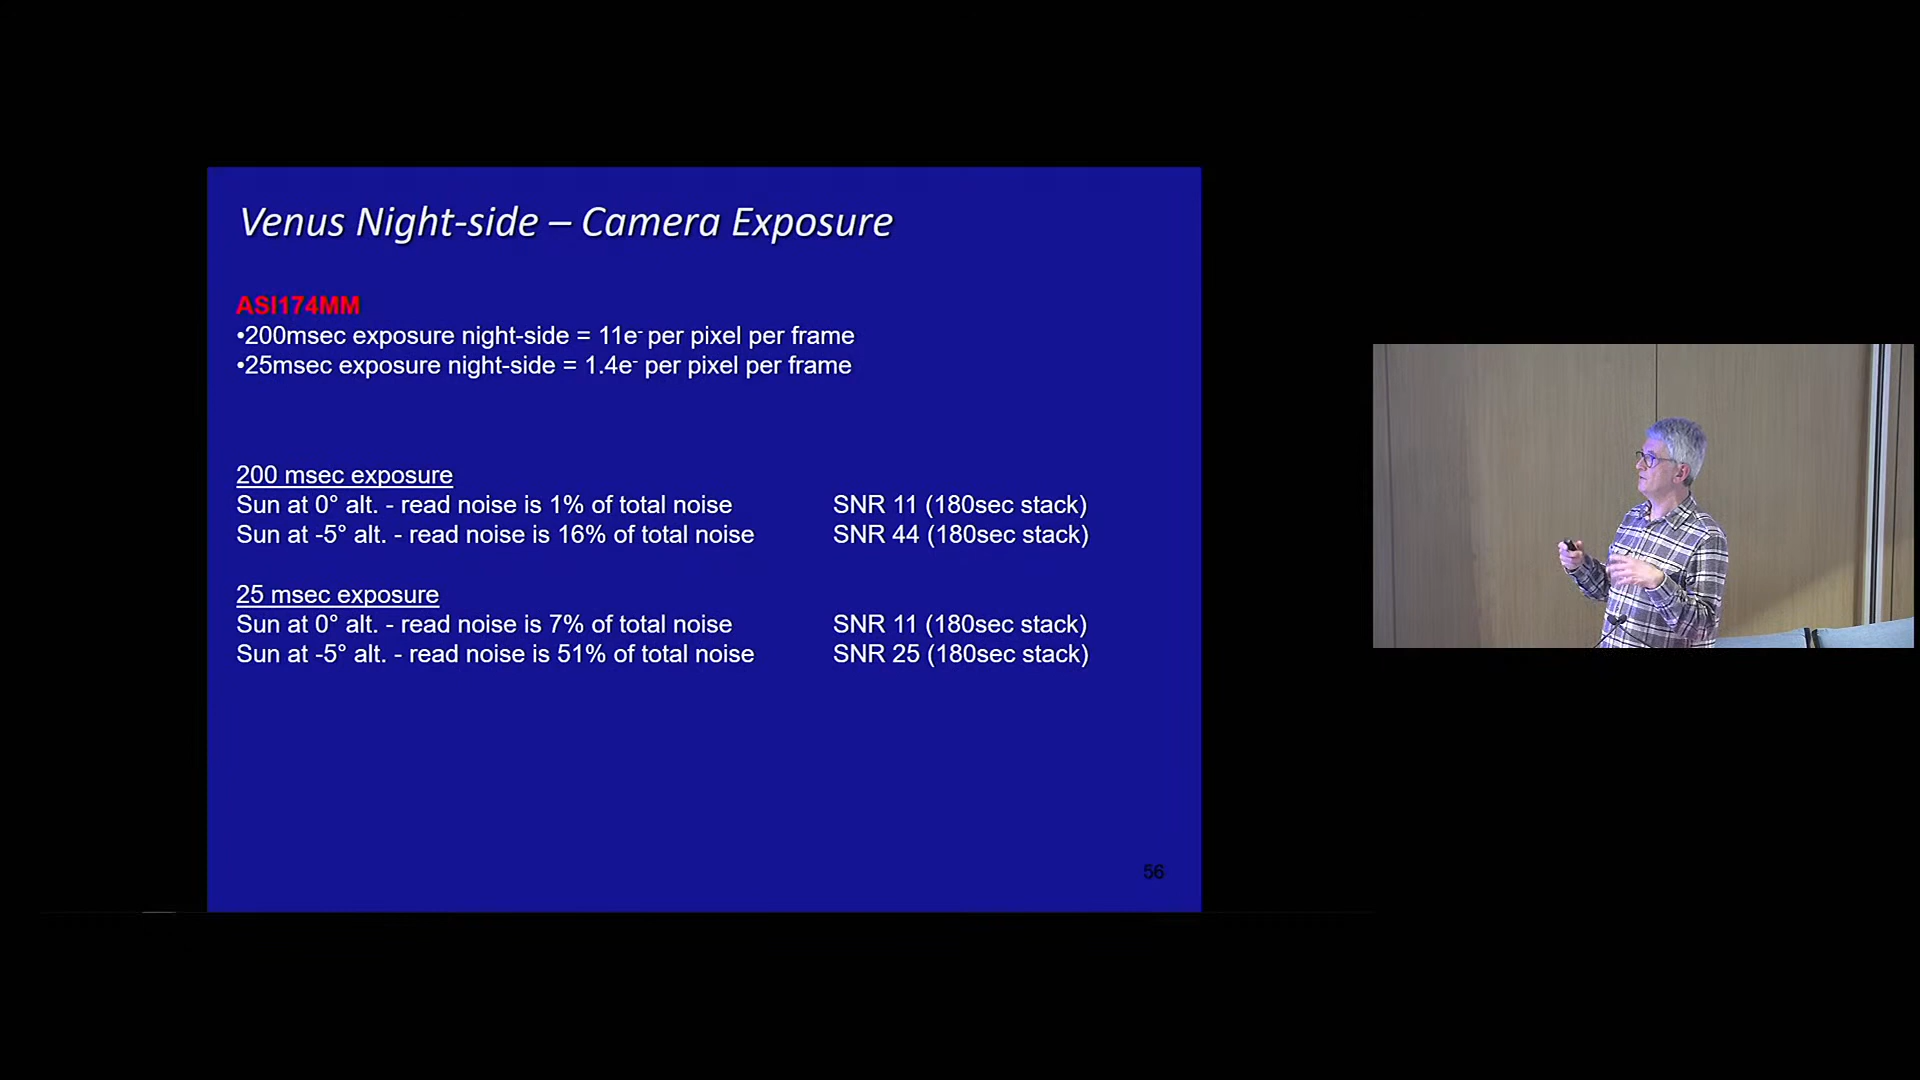 Venus Night-side – Camera Exposure
ASI174MM
•200msec exposure night-side = 11e- per pixel per frame
•25msec exposure night-side = 1.4e- per pixel per frame
200 msec exposure
Sun at 0° alt. - read noise is 1% of total noise SNR 11 (180sec stack)
Sun at -5° alt. - read noise is 16% of total noise SNR 44 (180sec stack)
25 msec exposure
Sun at 0° alt. - read noise is 7% of total noise SNR 11 (180sec stack)
Sun at -5° alt. - read noise is 51% of total noise SNR 25 (180sec stack)
56